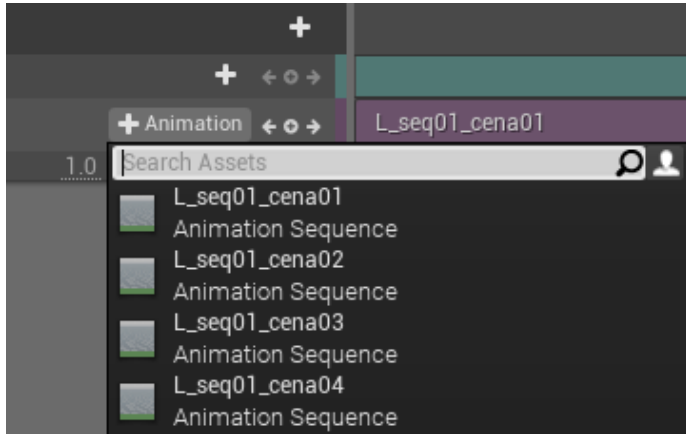 +
+
+ Animation
L_seq01_cena01
1.0
Search Assets
L_seq01_cena01
Animation Sequence
L_seq01_cena02
Animation Sequence
L_seq01_cena03
Animation Sequence
L_seq01_cena04
Animation Sequence